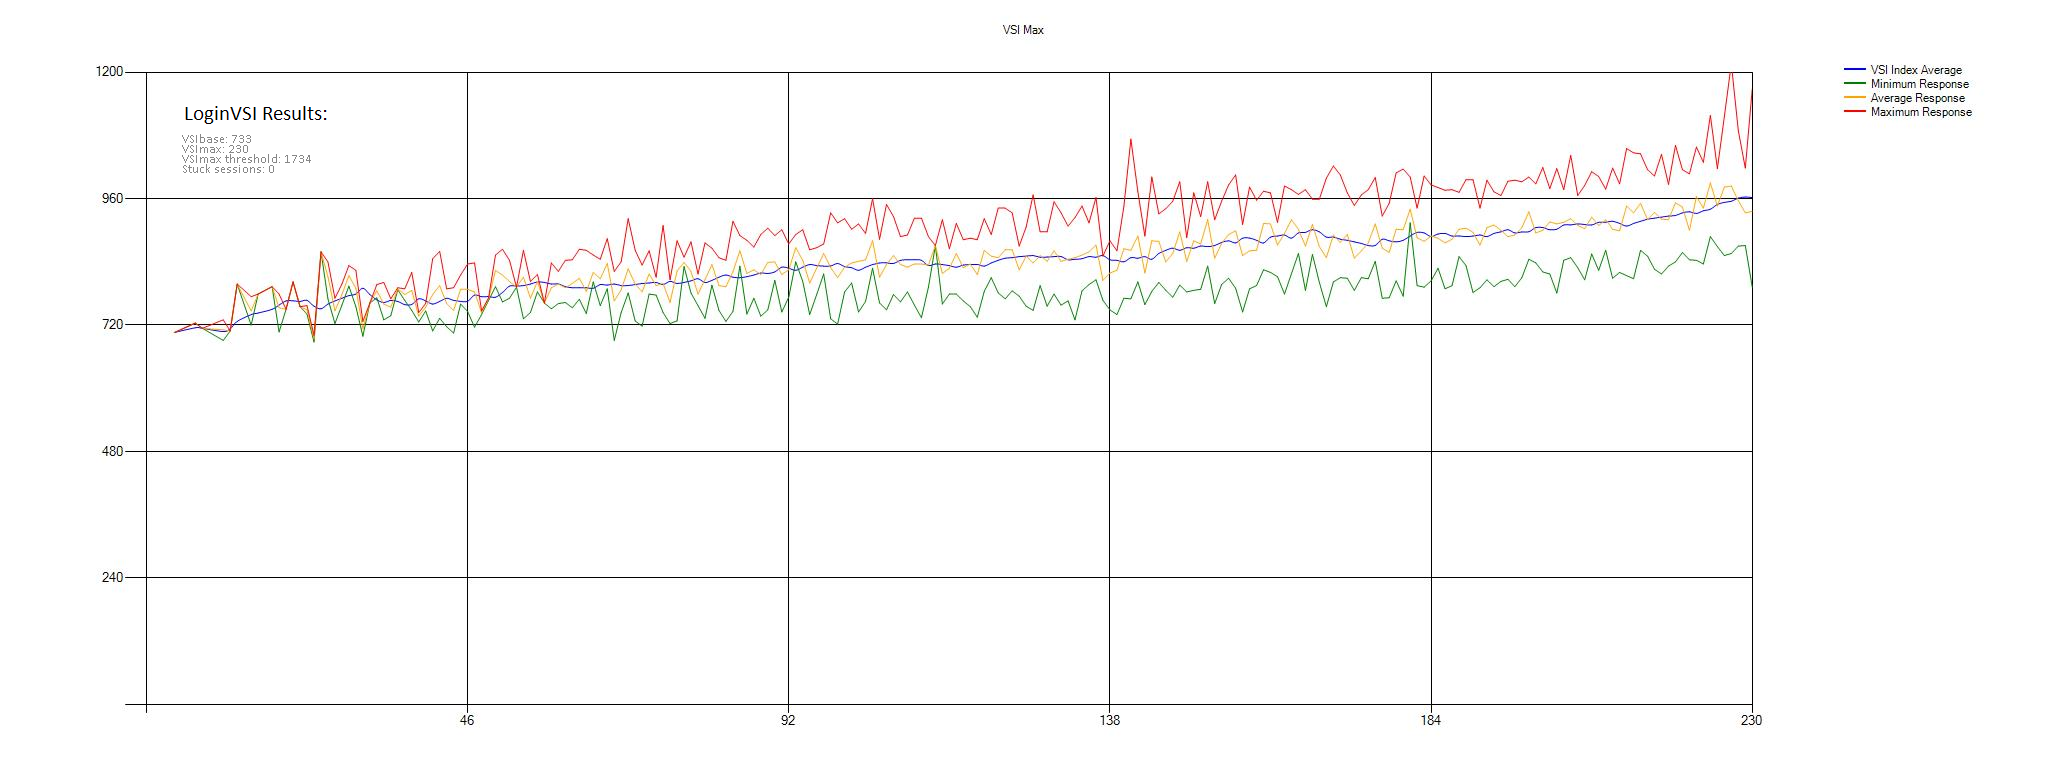 VSI Max
1200
960
720
480
240
LoginVSI Results:
VSIbase: 733
VSImax: 230
VSImax threshold: 1734
Stuck sessions: 0
46
92
138
184
230
VSI Index Average
Minimum Response
Average Response
Maximum Response